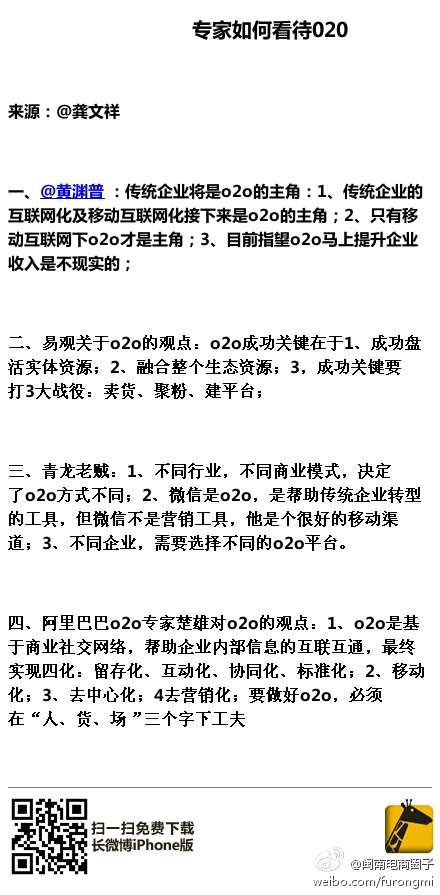 专家如何看待020
来源：@龚文祥
一、@黄渊普 ：传统企业将是o2o的主角：1、传统企业的
互联网化及移动互联网化接下来是o2o的主角；2、只有移
动互联网下o2o才是主角；3、目前指望o2o马上提升企业
收入是不现实的；
二、易观关于o2o的观点：o2o成功关键在于1、成功盘
活实体资源；2、融合整个生态资源；3，成功关键要
打3大战役：卖货、聚粉、建平台；
三、青龙老贼：1、不同行业，不同商业模式，决定
了o2o方式不同；2、微信是o2o，是帮助传统企业转型
的工具，但微信不是营销工具，他是个很好的移动渠
道；3、不同企业，需要选择不同的o2o平台。
四、阿里巴巴o2o专家楚雄对o2o的观点：1、o2o是基
于商业社交网络，帮助企业内部信息的互联互通，最终
实现四化：留存化、互动化、协同化、标准化；2、移动
化；3、去中心化；4去营销化；要做好o2o，必须
在“人、货、场”三个字下工夫
扫一扫免费下载
长微博iPhone版
@闽南电商圈子
weibo.com/furongmi